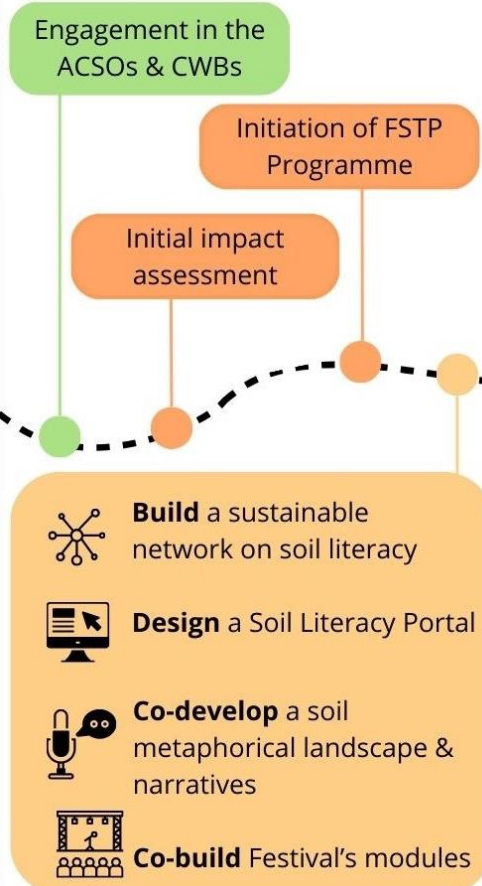 Engagement in the
ACSOs & CWBs
Initiation of FSTP
Programme
Initial impact
assessment
Build a sustainable
network on soil literacy
Design a Soil Literacy Portal
Co-develop a soil
metaphorical landscape &
narratives
Co-build Festival's modules